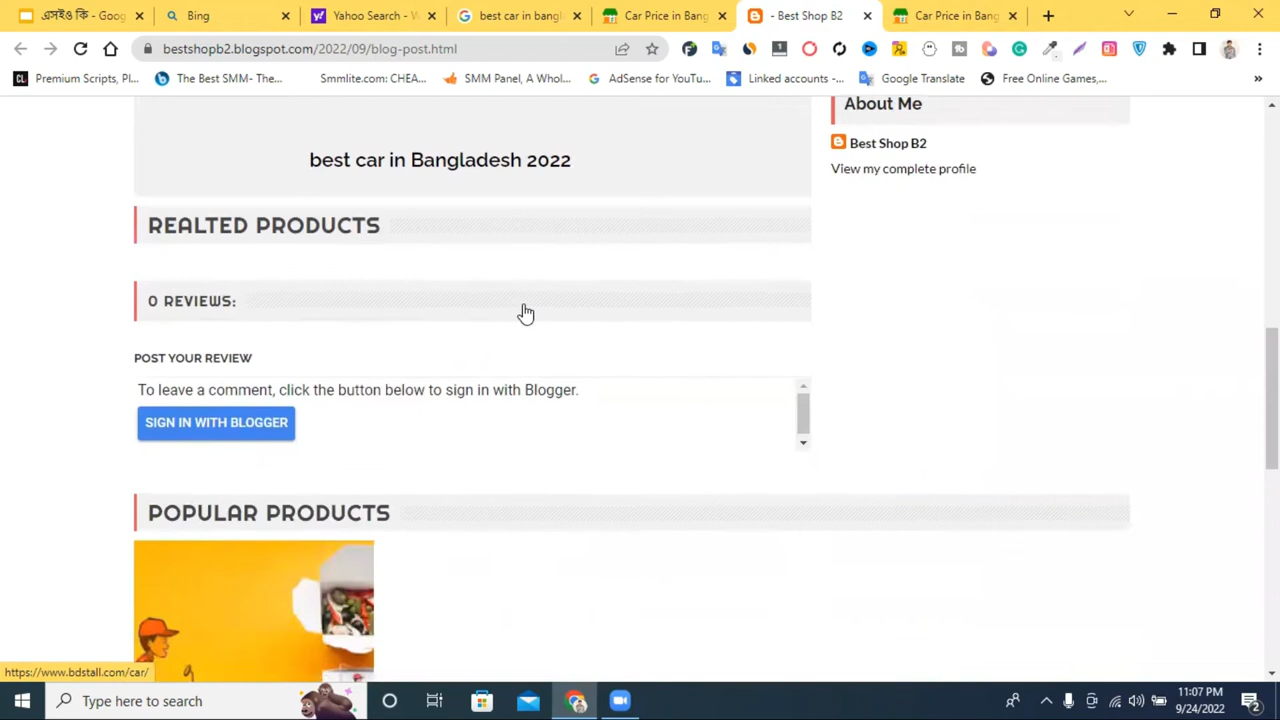 এসইও কি - Goog
Bing
Yahoo Search - W
best car in bangl
Car Price in Bang
- Best Shop B2
Car Price in Bang
bestshopb2.blogspot.com/2022/09/blog-post.html
Premium Scripts, Pl...
The Best SMM- The...
Smmlite.com: CHEA...
SMM Panel, A Whol...
AdSense for YouTu...
Linked accounts -...
Google Translate
Free Online Games,...
About Me
Best Shop B2
View my complete profile
best car in Bangladesh 2022
REALTED PRODUCTS
0 REVIEWS:
POST YOUR REVIEW
To leave a comment, click the button below to sign in with Blogger.
SIGN IN WITH BLOGGER
POPULAR PRODUCTS
https://www.bdstall.com/car/
Type here to search
11:07 PM
9/24/2022
2